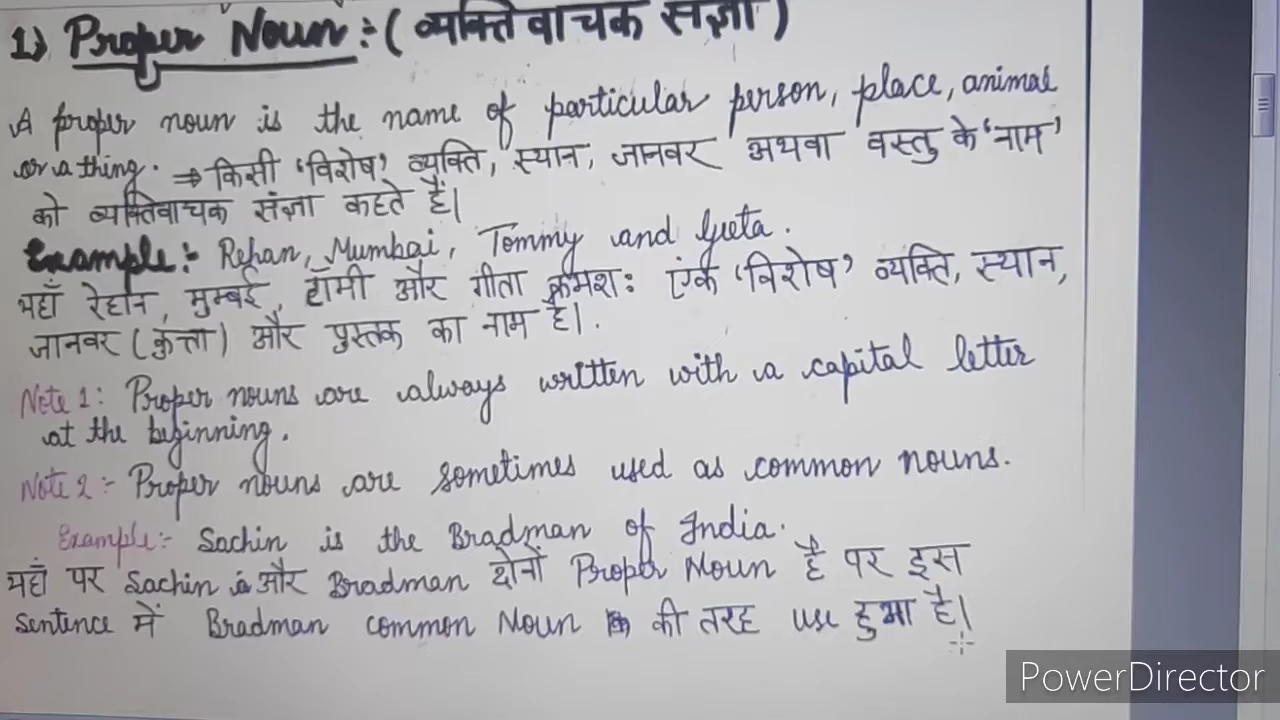 1) Proper Noun :- ( व्यक्तिवाचक संज्ञा )
A proper noun is the name of particular person, place, animal
or a thing. ⇒ किसी ‘विशेष’ व्यक्ति, स्थान, जानवर अथवा वस्तु के ‘नाम’
को व्यक्तिवाचक संज्ञा कहते हैं।
Example :- Rehan, Mumbai, Tommy and Geeta.
यहाँ रेहान, मुम्बई, टॉमी और गीता क्रमशः एक ‘विशेष’ व्यक्ति, स्थान,
जानवर (कुत्ता) और पुस्तक का नाम है।.
Note 1 : Proper nouns are always written with a capital letter
at the beginning.
Note 2 :- Proper nouns are sometimes used as common nouns.
Example :- Sachin is the Bradman of India.
यहाँ पर Sachin और Bradman दोनों Proper Noun है पर इस
sentence में Bradman common Noun की तरह use हुआ है।
PowerDirector